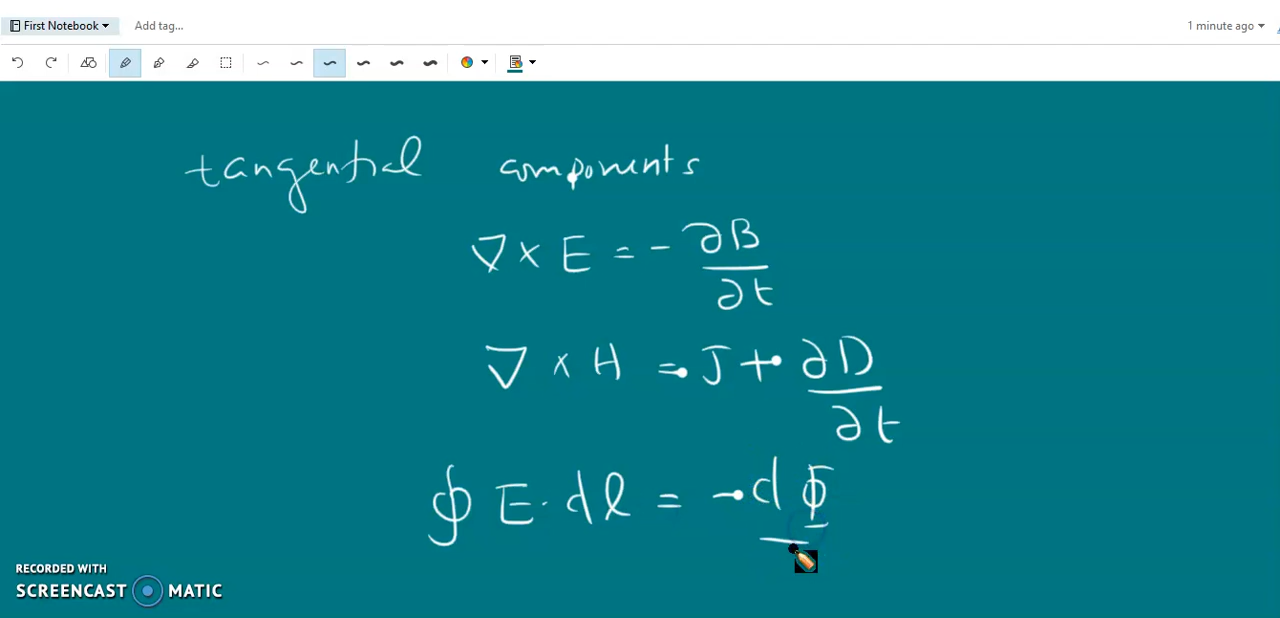 First Notebook Add tag... 1 minute ago
tangential components
∇ × E = - ∂B/∂t
∇ × H = J + ∂D/∂t
∮ E · dl = - dΦ
RECORDED WITH
SCREENCAST MATIC